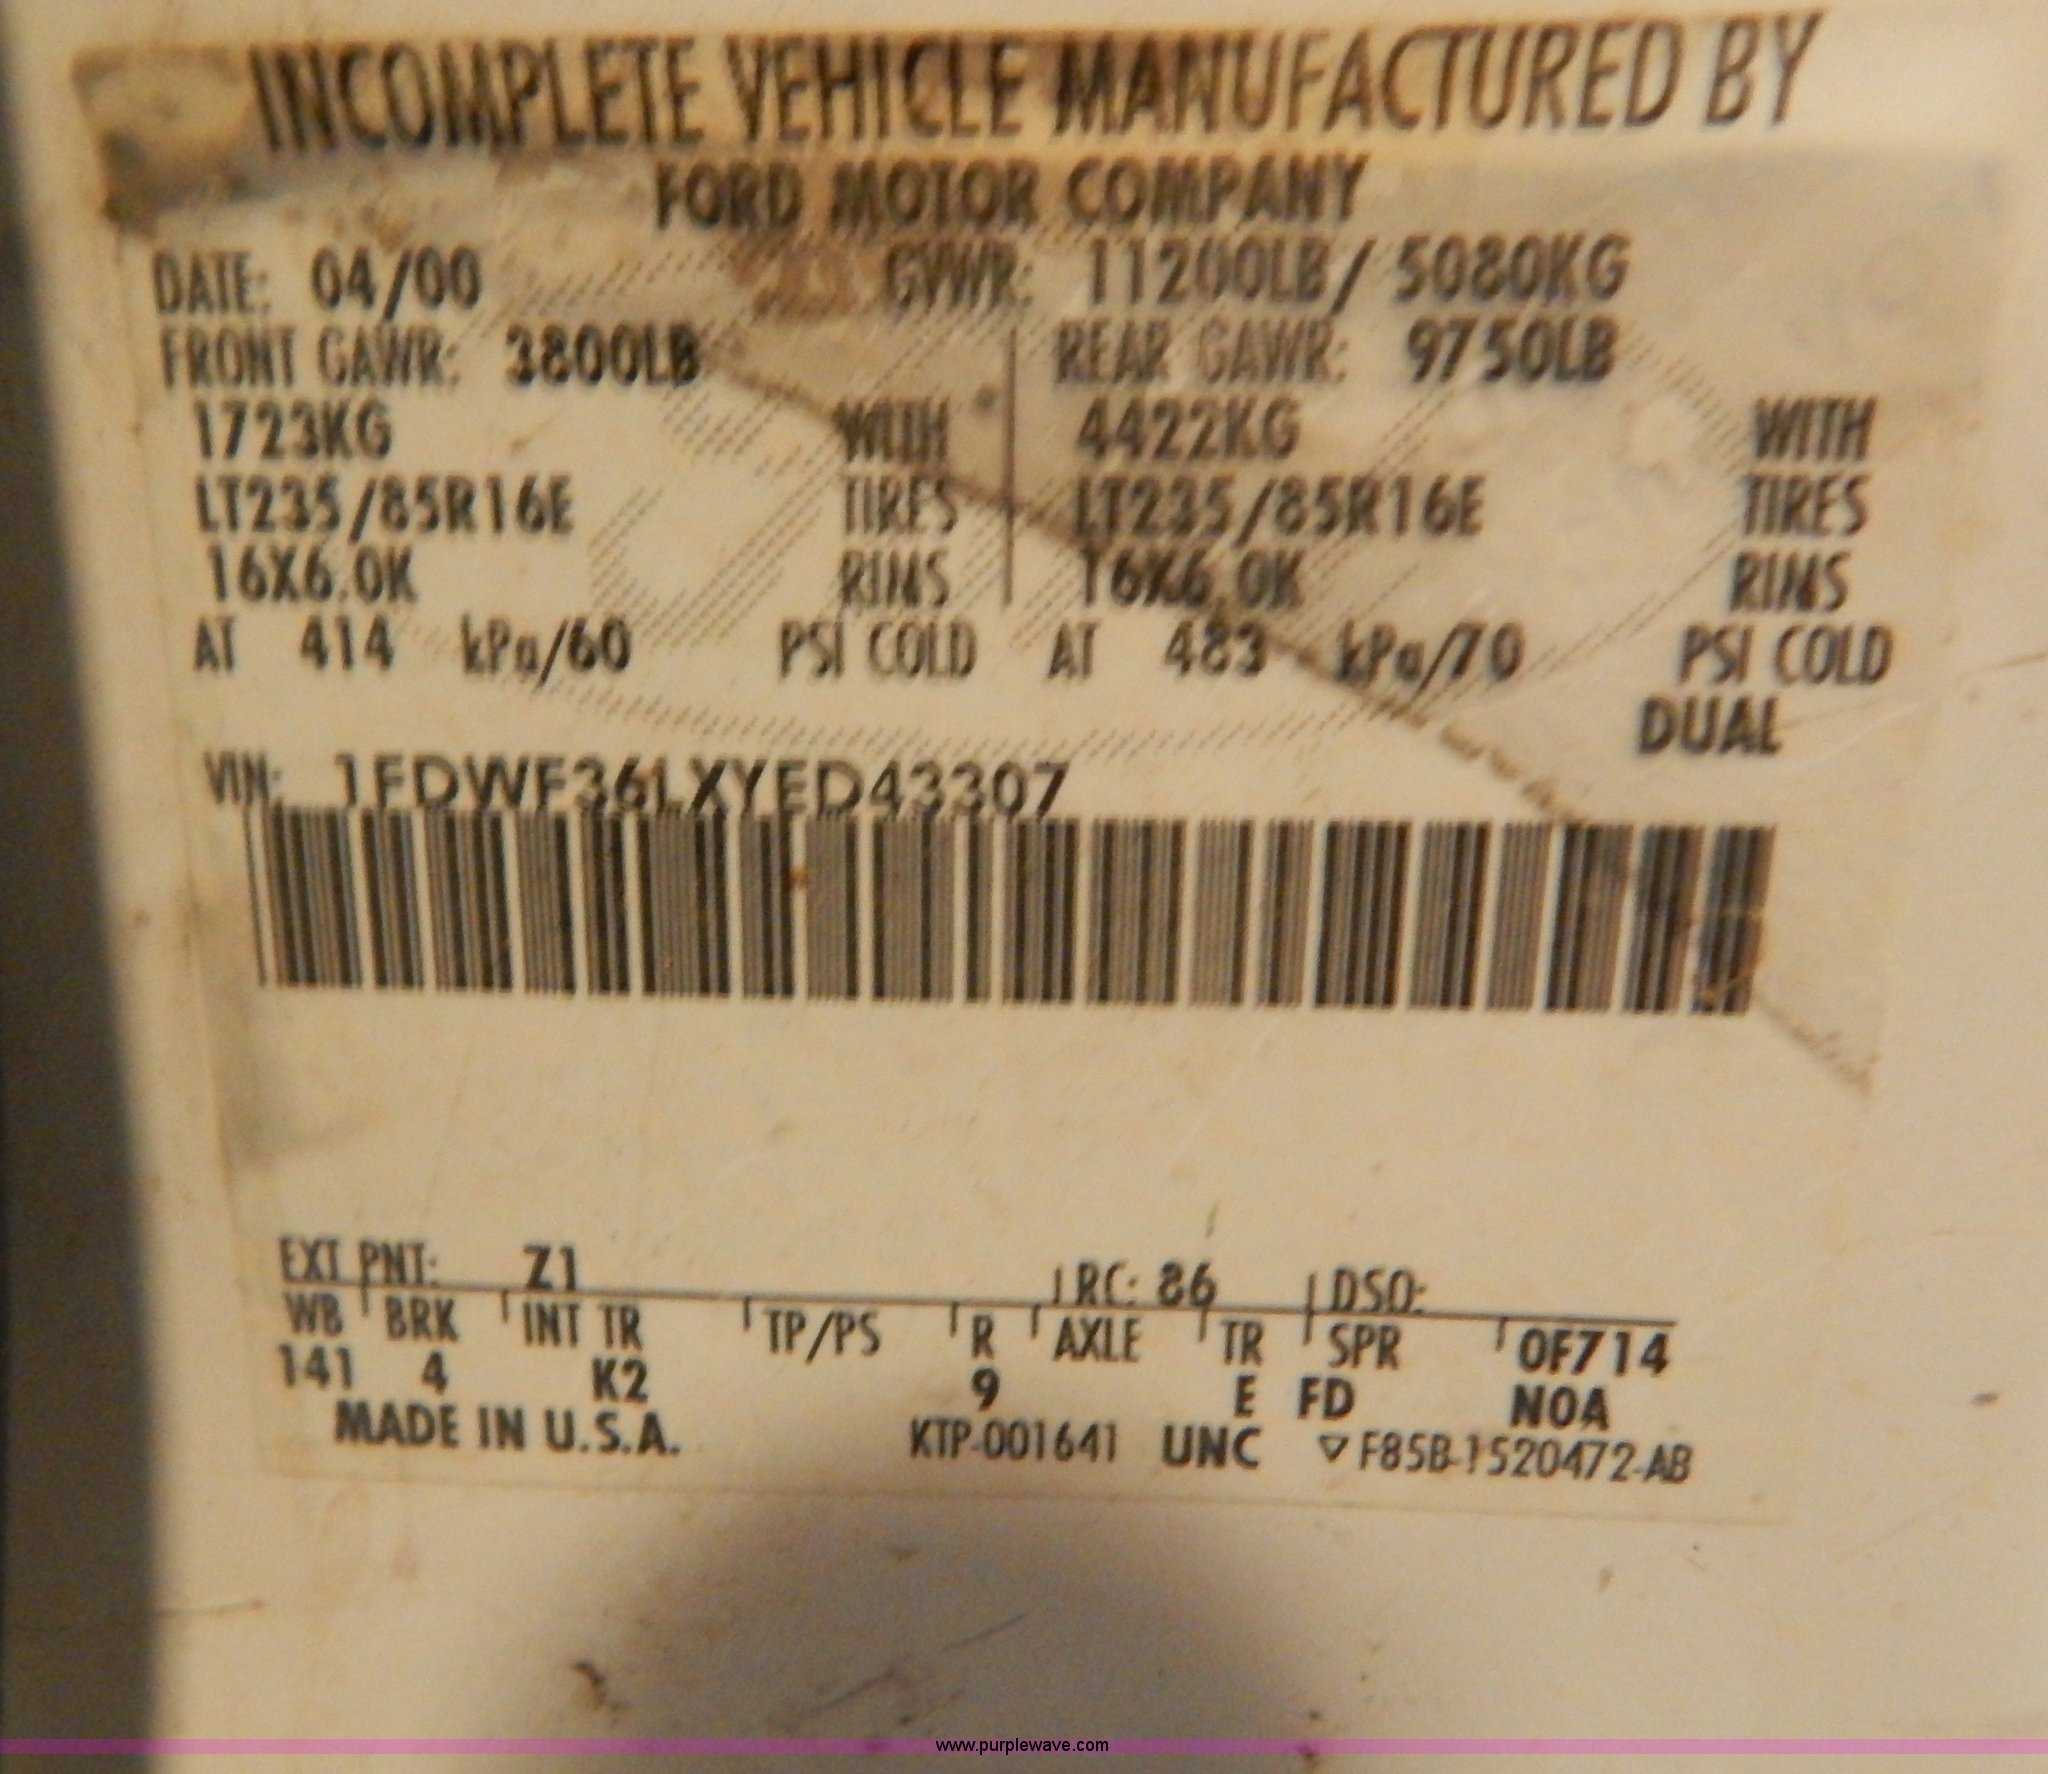 INCOMPLETE VEHICLE MANUFACTURED BY
FORD MOTOR COMPANY
DATE: 04/00 GVWR: 11200LB/ 5080KG
FRONT GAWR: 3800LB REAR GAWR: 9750LB
1723KG WITH 4422KG WITH
LT235/85R16E TIRES LT235/85R16E TIRES
16X6.0K RIMS 16X6.0K RIMS
AT 414 kPa/60 PSI COLD AT 483 kPa/70 PSI COLD
DUAL
VIN: 1FDWF36LXYED43307
EXT PNT: Z1 RC: 86 DSO:
WB BRK INT TR TP/PS R AXLE TR SPR 0F714
141 4 K2 9 E FD N0A
MADE IN U.S.A. KTP-001641 UNC ▽ F85B-1520472-AB
www.purplewave.com